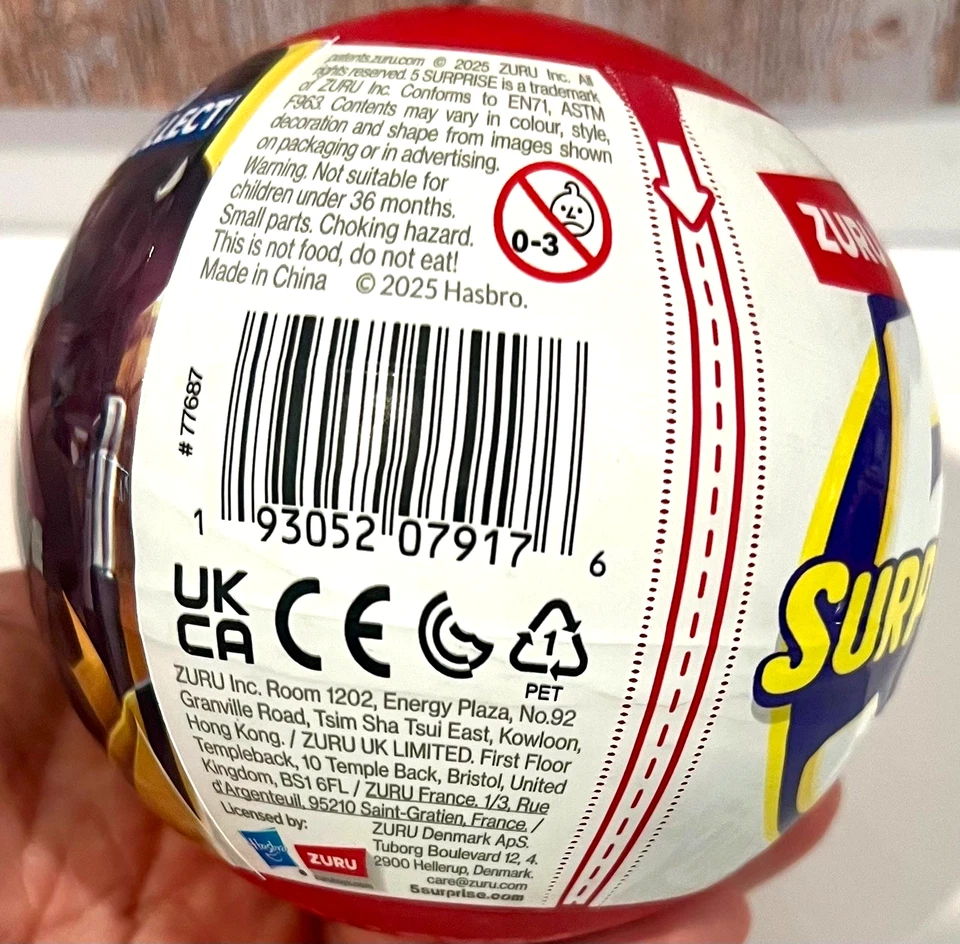 LLECT
patents.zuru.com © 2025 ZURU Inc. All
rights reserved. 5 SURPRISE is a trademark
of ZURU Inc. Conforms to EN71, ASTM
F963. Contents may vary in colour, style,
decoration and shape from images shown
on packaging or in advertising.
Warning. Not suitable for
children under 36 months.
Small parts. Choking hazard.
This is not food, do not eat!
Made in China © 2025 Hasbro.
0-3
# 77687
1 93052 07917 6
UK
CA
CE
1
PET
ZURU Inc. Room 1202, Energy Plaza, No.92
Granville Road, Tsim Sha Tsui East, Kowloon,
Hong Kong. / ZURU UK LIMITED. First Floor
Templeback, 10 Temple Back, Bristol, United
Kingdom, BS1 6FL / ZURU France. 1/3, Rue
d'Argenteuil, 95210 Saint-Gratien, France. /
Licensed by:
Hasbro
ZURU
ZURU Denmark ApS.
Tuborg Boulevard 12, 4.
2900 Hellerup, Denmark.
care@zuru.com
5surprise.com
ZURU
SURP